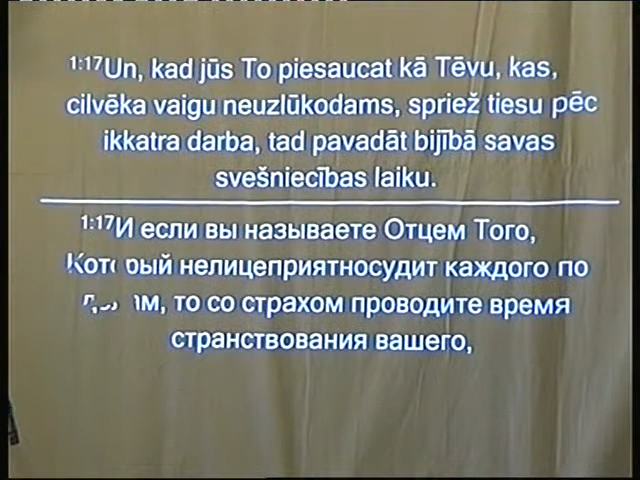 1:17Un, kad jūs To piesaucat kā Tēvu, kas,
cilvēka vaigu neuzlūkodams, spriež tiesu pēc
ikkatra darba, tad pavadāt bijībā savas
svešniecības laiku.
1:17И если вы называете Отцем Того,
Который нелицеприятносудит каждого по
то со страхом проводите время
странствования вашего,